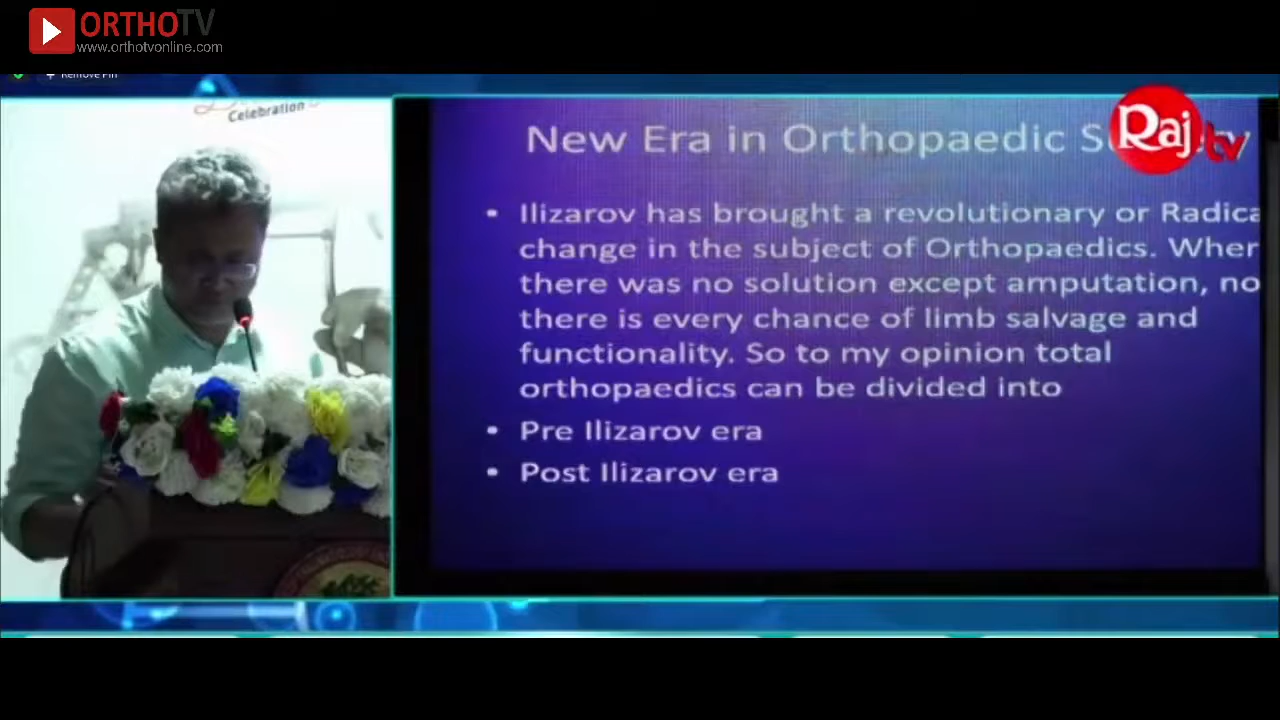 ORTHOTV
www.orthotvonline.com
Remove Pin
Celebration
New Era in Orthopaedic
Raj tv
• Ilizarov has brought a revolutionary or Radica
change in the subject of Orthopaedics. Wher
there was no solution except amputation, no
there is every chance of limb salvage and
functionality. So to my opinion total
orthopaedics can be divided into
• Pre Ilizarov era
• Post Ilizarov era